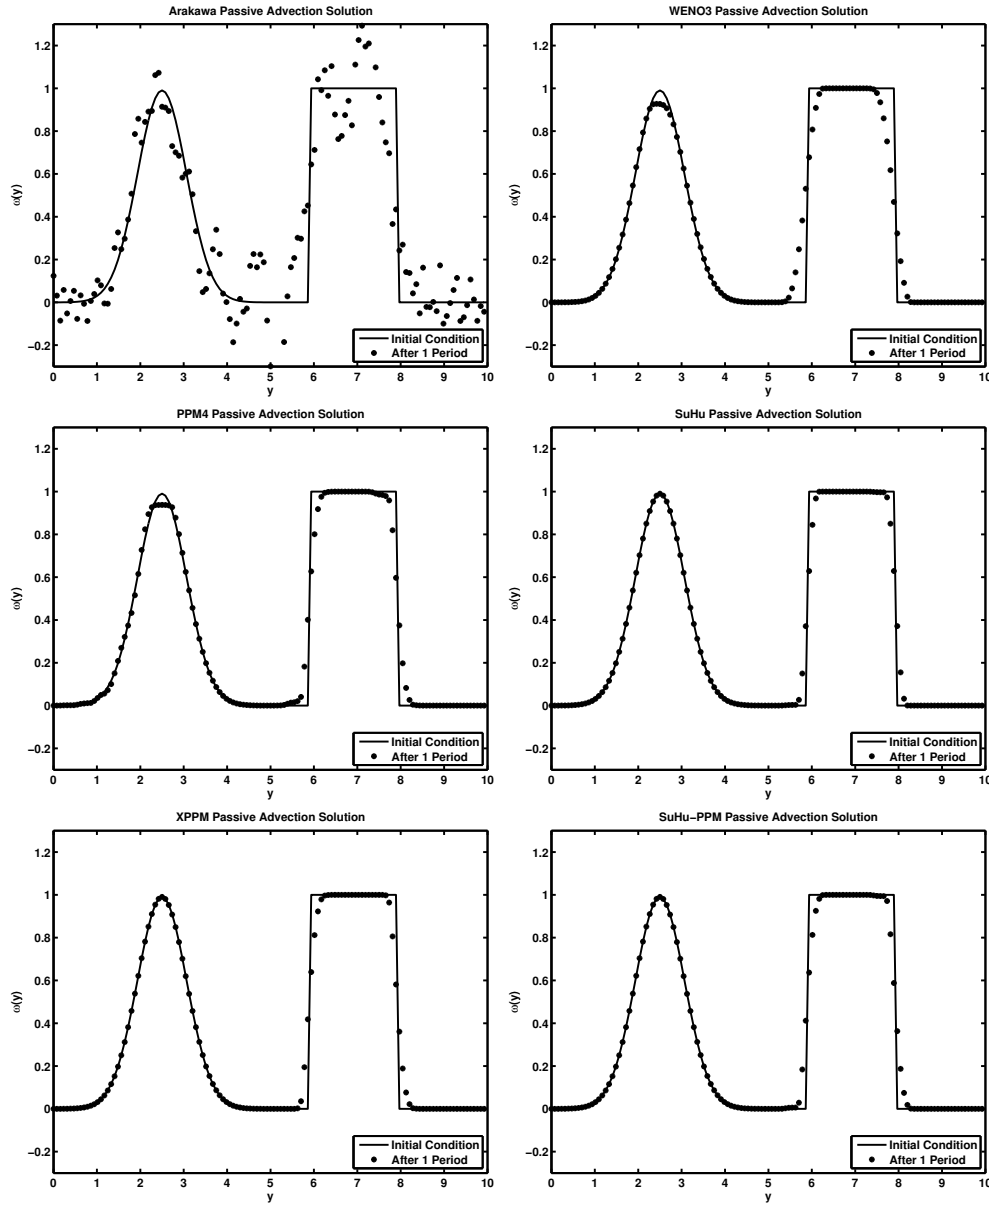 Arakawa Passive Advection Solution
1.2
1
0.8
0.6
0.4
0.2
0
−0.2
ω(y)
0 1 2 3 4 5 6 7 8 9 10
y
Initial Condition
After 1 Period
WENO3 Passive Advection Solution
1.2
1
0.8
0.6
0.4
0.2
0
−0.2
ω(y)
0 1 2 3 4 5 6 7 8 9 10
y
Initial Condition
After 1 Period
PPM4 Passive Advection Solution
1.2
1
0.8
0.6
0.4
0.2
0
−0.2
ω(y)
0 1 2 3 4 5 6 7 8 9 10
y
Initial Condition
After 1 Period
SuHu Passive Advection Solution
1.2
1
0.8
0.6
0.4
0.2
0
−0.2
ω(y)
0 1 2 3 4 5 6 7 8 9 10
y
Initial Condition
After 1 Period
XPPM Passive Advection Solution
1.2
1
0.8
0.6
0.4
0.2
0
−0.2
ω(y)
0 1 2 3 4 5 6 7 8 9 10
y
Initial Condition
After 1 Period
SuHu−PPM Passive Advection Solution
1.2
1
0.8
0.6
0.4
0.2
0
−0.2
ω(y)
0 1 2 3 4 5 6 7 8 9 10
y
Initial Condition
After 1 Period